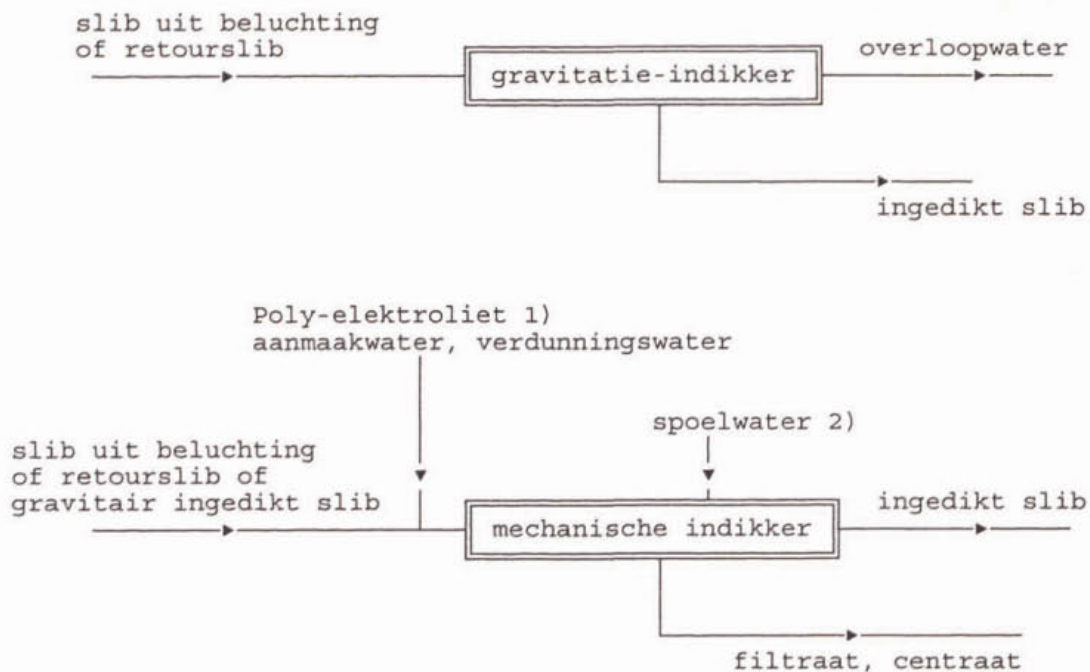 slib uit beluchting
of retourslib
gravitatie-indikker
overloopwater
ingedikt slib
Poly-elektroliet 1)
aanmaakwater, verdunningswater
spoelwater 2)
slib uit beluchting
of retourslib of
gravitair ingedikt slib
mechanische indikker
ingedikt slib
filtraat, centraat